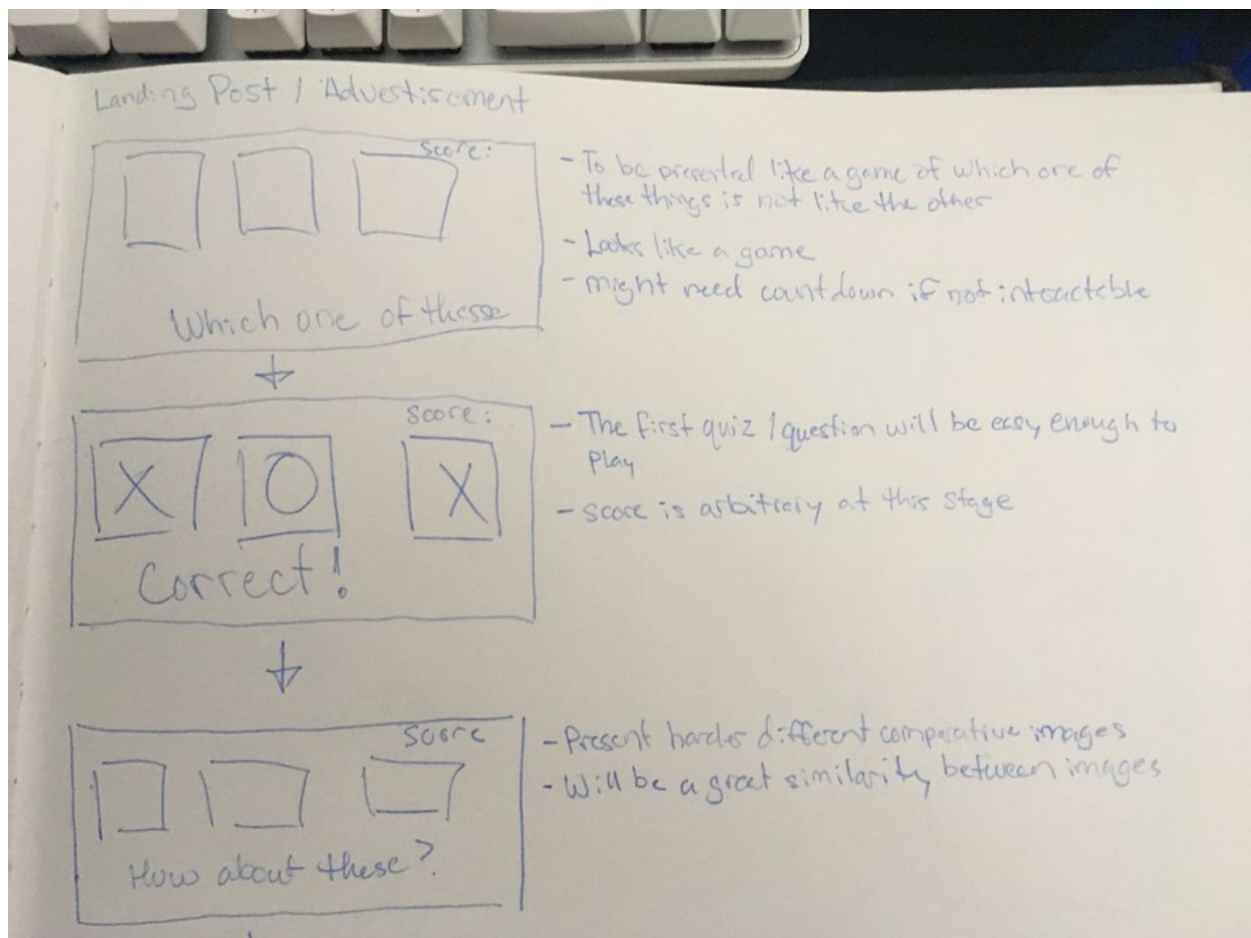 Landing Post / Advertisement
Score:
Which one of thesse
- To be presented like a game of which one of
these things is not like the other
- Looks like a game
- might need countdown if not inteactable
Score:
X O X
Correct!
- The first quiz / question will be easy enough to
play
- score is arbitrary at this stage
Score
How about these?
- Present harder different comparative images
- Will be a great similarity between images